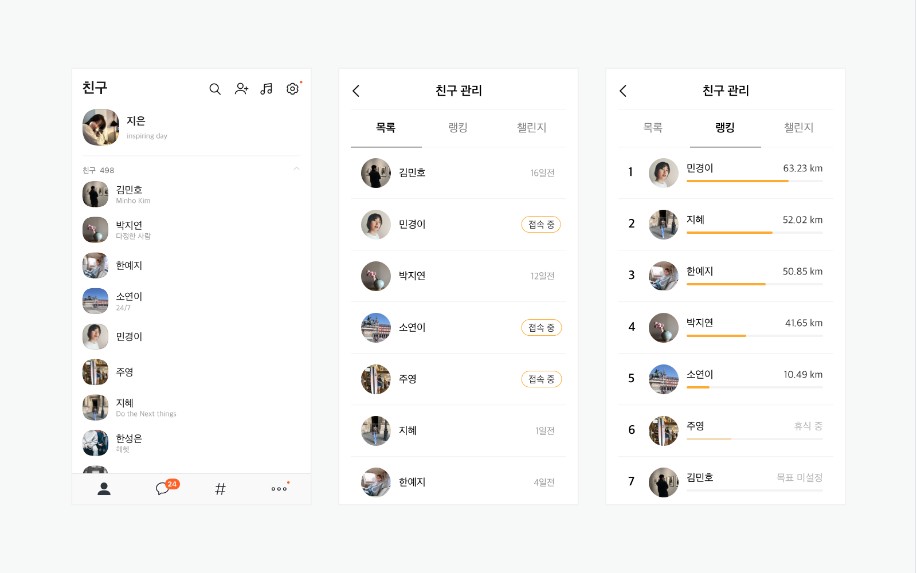 친구
지은
inspiring day
친구 498
김민호
Minho Kim
박지연
다정한 사람
한예지
소연이
24/7
민경이
주영
지혜
Do the Next things
한성은
24
#
친구 관리
목록 랭킹 챌린지
김민호 16일전
민경이 접속 중
박지연 12일전
소연이 접속 중
주영 접속 중
지혜 1일전
한예지 4일전
친구 관리
목록 랭킹 챌린지
1 민경이 63.23 km
2 지혜 52.02 km
3 한예지 50.85 km
4 박지연 41.65 km
5 소연이 10.49 km
6 주영 휴식 중
7 김민호 목표 미설정